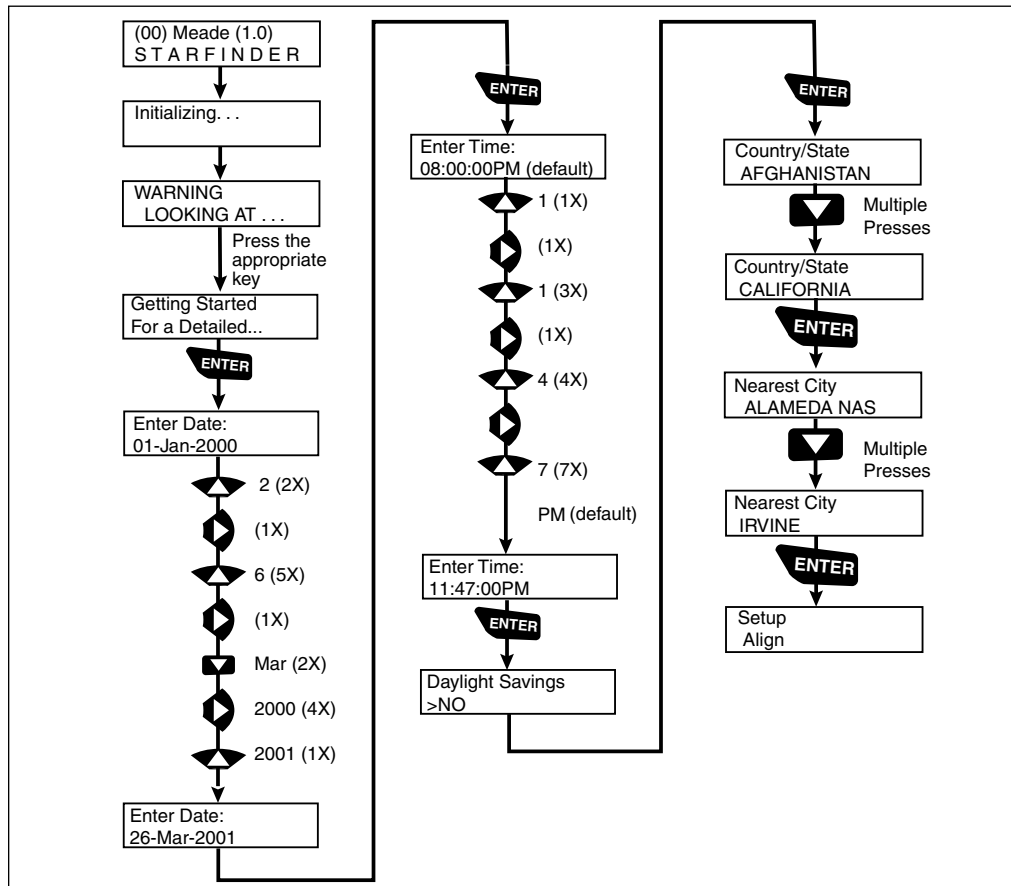 (00) Meade (1.0)
S T A R F I N D E R
Initializing. . .
WARNING
LOOKING AT . . .
Press the
appropriate
key
Getting Started
For a Detailed...
ENTER
Enter Date:
01-Jan-2000
2 (2X)
(1X)
6 (5X)
(1X)
Mar (2X)
2000 (4X)
2001 (1X)
Enter Date:
26-Mar-2001
ENTER
Enter Time:
08:00:00PM (default)
1 (1X)
(1X)
1 (3X)
(1X)
4 (4X)
7 (7X)
PM (default)
Enter Time:
11:47:00PM
ENTER
Daylight Savings
>NO
ENTER
Country/State
AFGHANISTAN
Multiple
Presses
Country/State
CALIFORNIA
ENTER
Nearest City
ALAMEDA NAS
Multiple
Presses
Nearest City
IRVINE
ENTER
Setup
Align